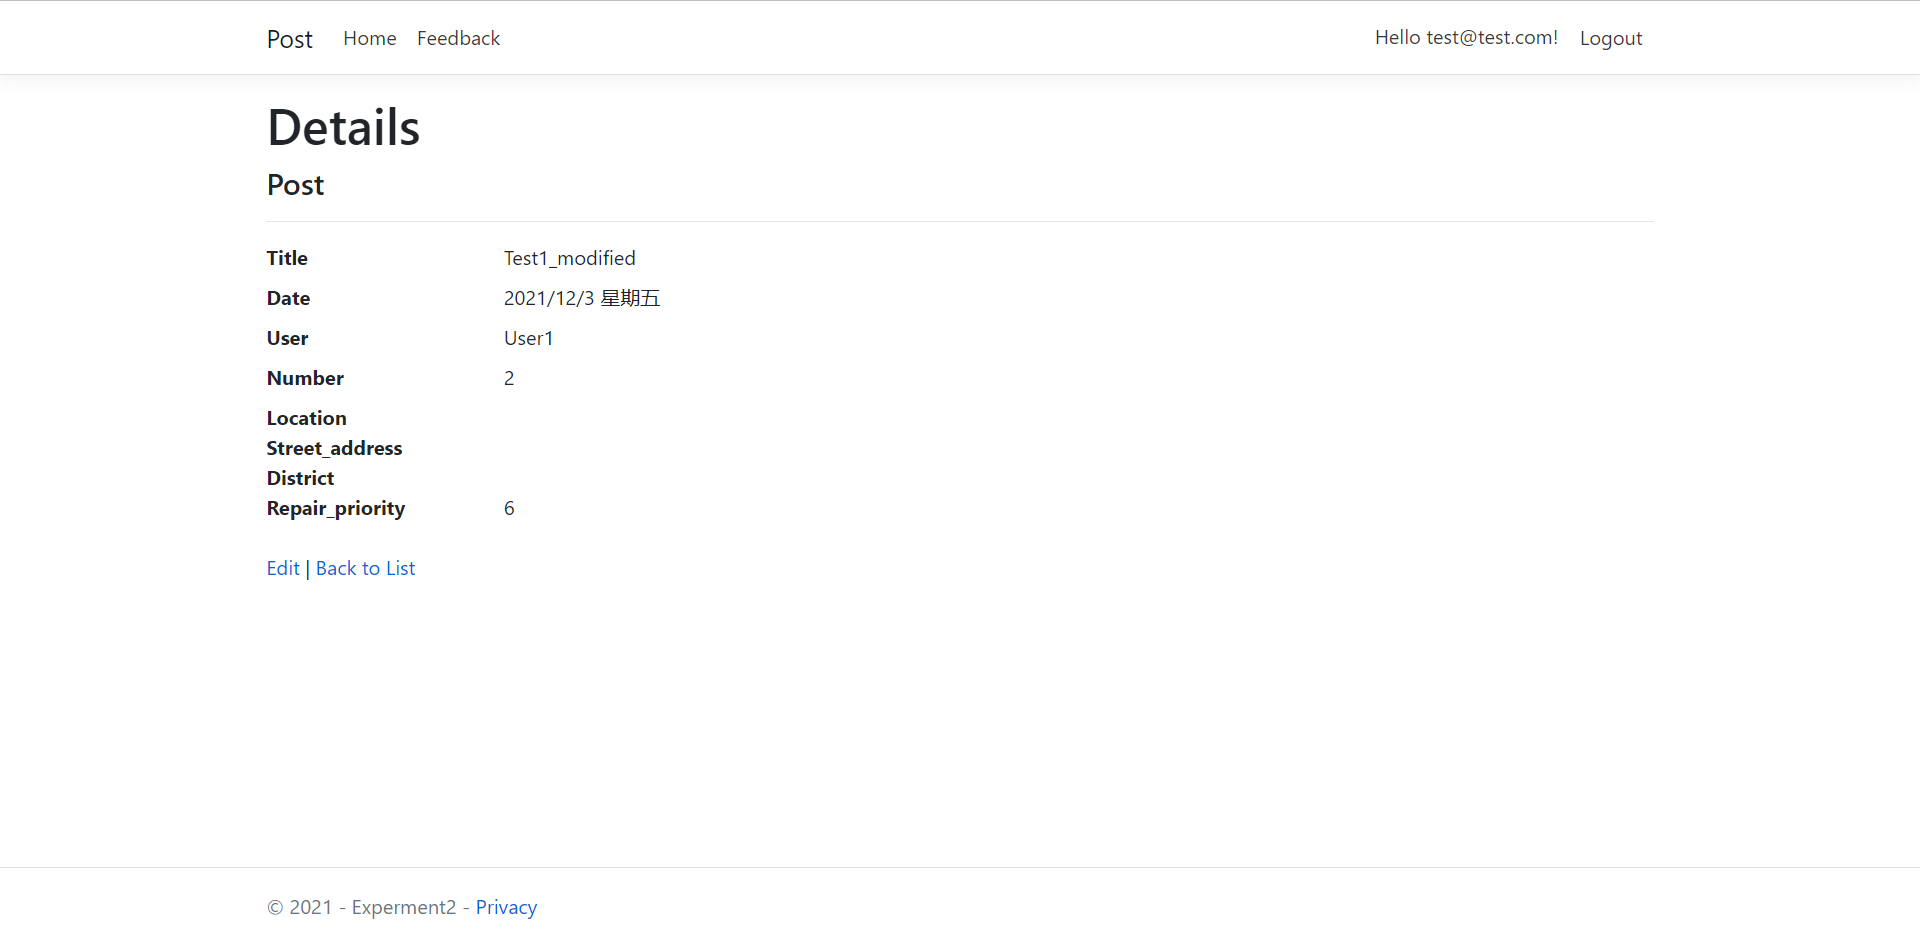 Post Home Feedback Hello test@test.com! Logout
Details
Post
Title Test1_modified
Date 2021/12/3 星期五
User User1
Number 2
Location
Street_address
District
Repair_priority 6
Edit | Back to List
© 2021 - Experment2 - Privacy